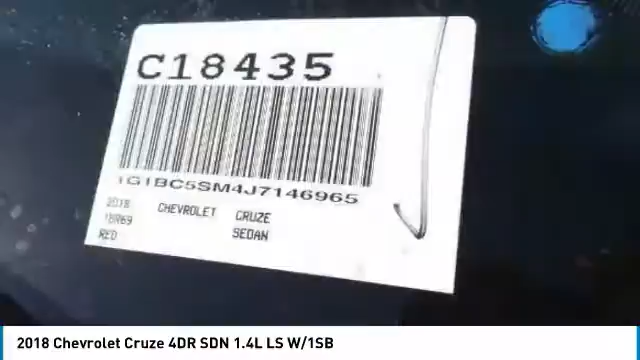 C18435
1G1BC5SM4J7146965
2018 CHEVROLET CRUZE
1BR69 SEDAN
RED
2018 Chevrolet Cruze 4DR SDN 1.4L LS W/1SB